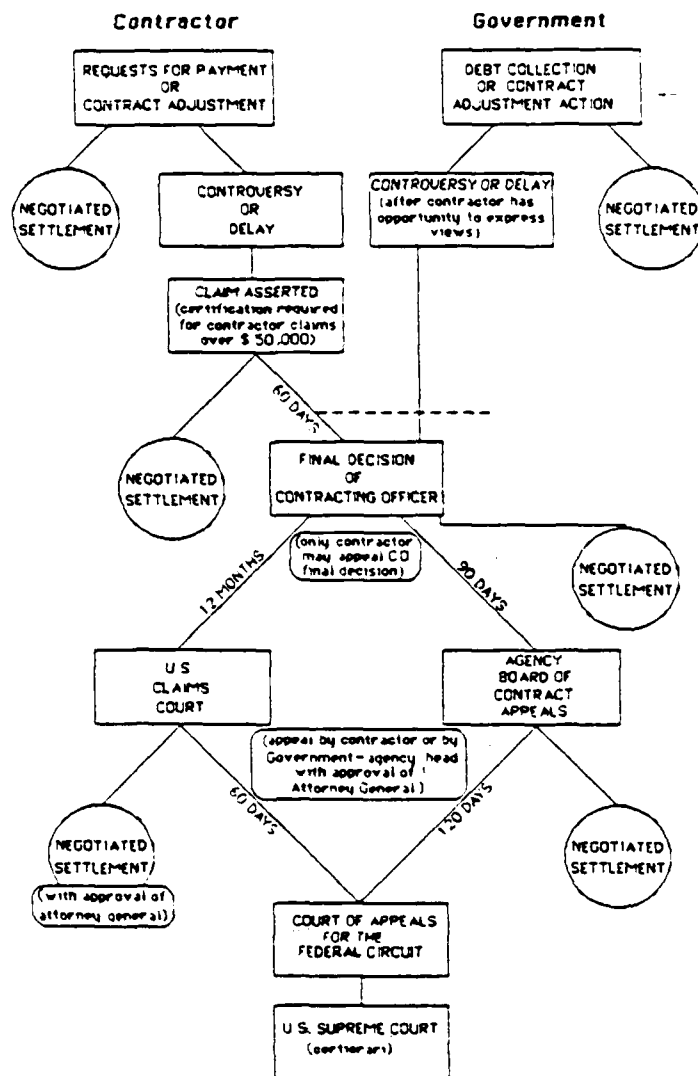 Contractor
Government
REQUESTS FOR PAYMENT
OR
CONTRACT ADJUSTMENT
DEBT COLLECTION
OR CONTRACT
ADJUSTMENT ACTION
NEGOTIATED
SETTLEMENT
CONTROVERSY
OR
DELAY
CONTROVERSY OR DELAY
(after contractor has
opportunity to express
views)
NEGOTIATED
SETTLEMENT
CLAIM ASSERTED
(certification required
for contractor claims
over $ 50,000)
60 DAYS
NEGOTIATED
SETTLEMENT
FINAL DECISION
OF
CONTRACTING OFFICER
(only contractor
may appeal CO
final decision)
NEGOTIATED
SETTLEMENT
12 MONTHS
90 DAYS
U.S
CLAIMS
COURT
AGENCY
BOARD OF
CONTRACT
APPEALS
(appeal by contractor or by
Government-agency head
with approval of
Attorney General)
60 DAYS
120 DAYS
NEGOTIATED
SETTLEMENT
(with approval of
attorney general)
NEGOTIATED
SETTLEMENT
COURT OF APPEALS
FOR THE
FEDERAL CIRCUIT
U.S. SUPREME COURT
(certiorari)